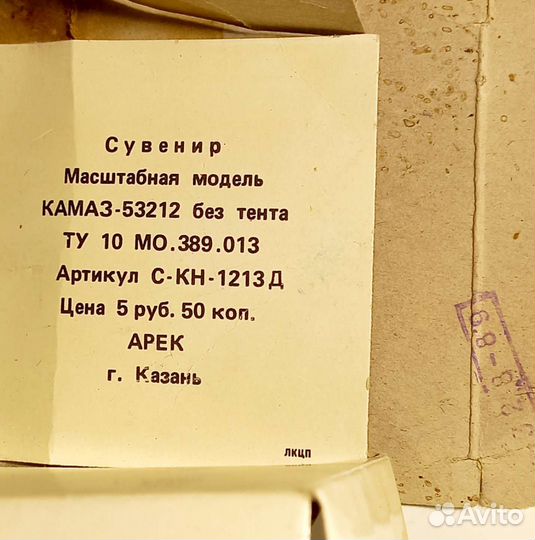 Сувенир
Масштабная модель
КАМАЗ-53212 без тента
ТУ 10 МО.389.013
Артикул С-КН-1213Д
Цена 5 руб. 50 коп.
АРЕК
г. Казань
ЛКЦП
Avito